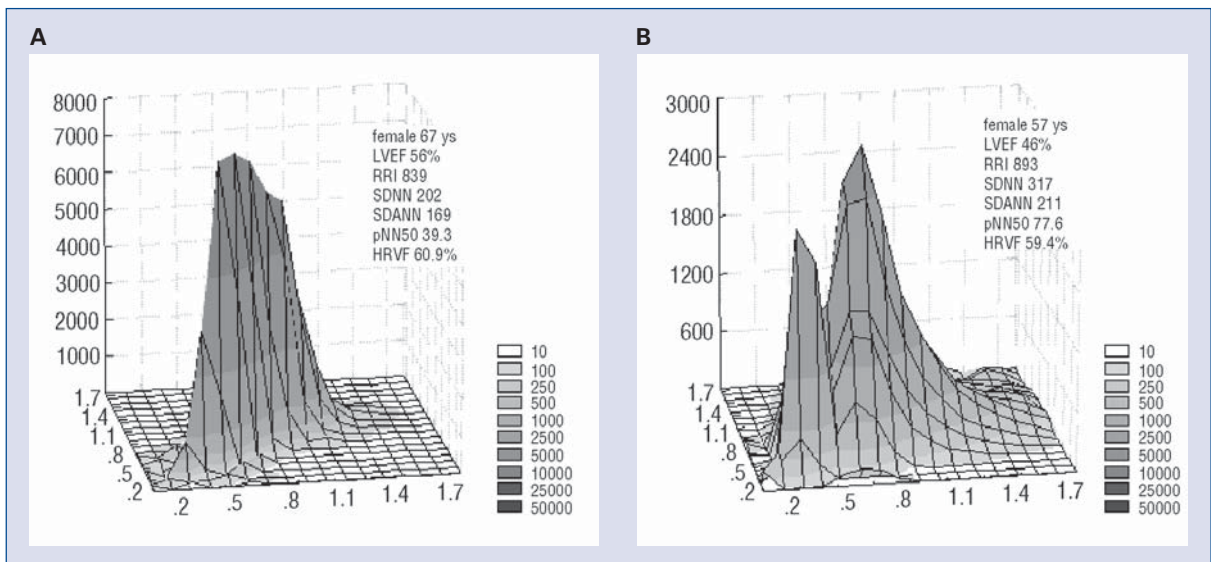 A
8000
7000
6000
5000
4000
3000
2000
1000
1.7
1.4
1.1
.8
.5
.2
.2 .5 .8 1.1 1.4 1.7
female 67 ys
LVEF 56%
RRI 839
SDNN 202
SDANN 169
pNN50 39.3
HRVF 60.9%
10
100
250
500
1000
2500
5000
10000
25000
50000
B
3000
2400
1800
1200
600
1.7
1.4
1.1
.8
.5
.2
.2 .5 .8 1.1 1.4 1.7
female 57 ys
LVEF 46%
RRI 893
SDNN 317
SDANN 211
pNN50 77.6
HRVF 59.4%
10
100
250
500
1000
2500
5000
10000
25000
50000